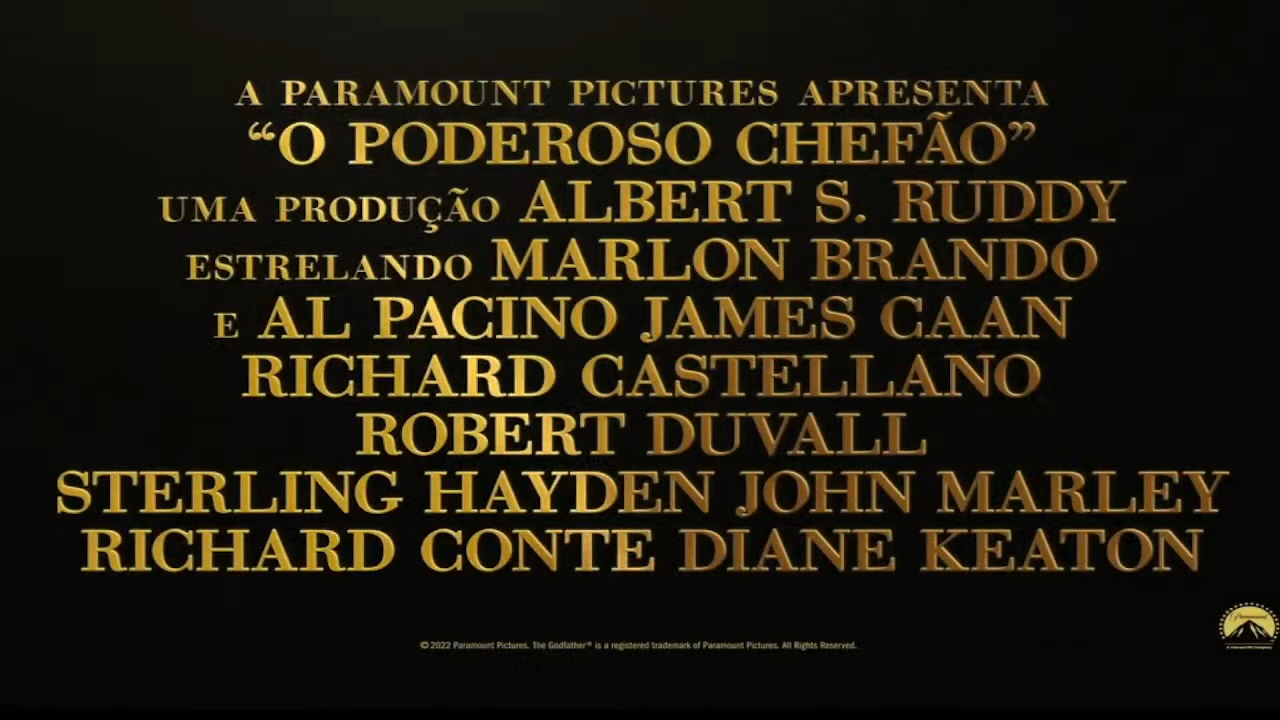 A PARAMOUNT PICTURES APRESENTA
“O PODEROSO CHEFÃO”
UMA PRODUÇÃO ALBERT S. RUDDY
ESTRELANDO MARLON BRANDO
E AL PACINO JAMES CAAN
RICHARD CASTELLANO
ROBERT DUVALL
STERLING HAYDEN JOHN MARLEY
RICHARD CONTE DIANE KEATON
Paramount
©2022 Paramount Pictures. The Godfather® is a registered trademark of Paramount Pictures. All Rights Reserved.